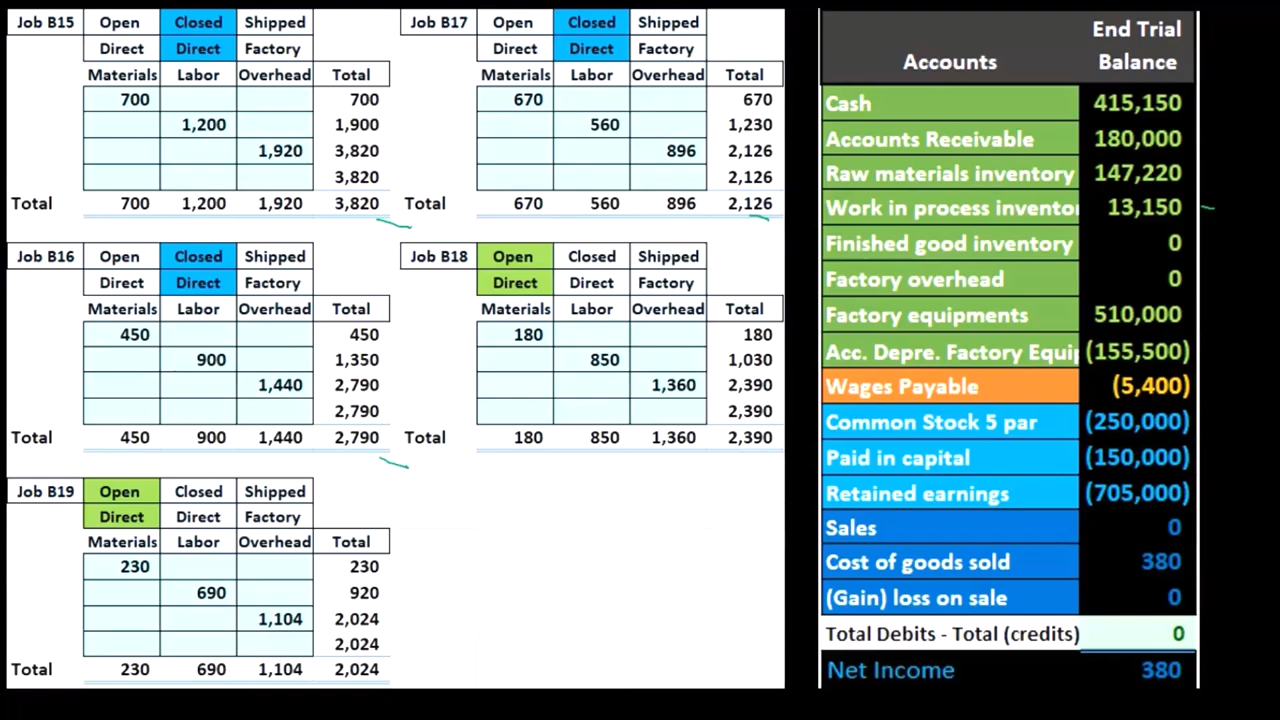 Job B15 Open Closed Shipped
Direct Direct Factory
Materials Labor Overhead Total
700 700
1,200 1,900
1,920 3,820
3,820
Total 700 1,200 1,920 3,820
Job B17 Open Closed Shipped
Direct Direct Factory
Materials Labor Overhead Total
670 670
560 1,230
896 2,126
2,126
Total 670 560 896 2,126
Job B16 Open Closed Shipped
Direct Direct Factory
Materials Labor Overhead Total
450 450
900 1,350
1,440 2,790
2,790
Total 450 900 1,440 2,790
Job B18 Open Closed Shipped
Direct Direct Factory
Materials Labor Overhead Total
180 180
850 1,030
1,360 2,390
2,390
Total 180 850 1,360 2,390
Job B19 Open Closed Shipped
Direct Direct Factory
Materials Labor Overhead Total
230 230
690 920
1,104 2,024
2,024
Total 230 690 1,104 2,024
End Trial
Accounts Balance
Cash 415,150
Accounts Receivable 180,000
Raw materials inventory 147,220
Work in process invento 13,150
Finished good inventory 0
Factory overhead 0
Factory equipments 510,000
Acc. Depre. Factory Equip (155,500)
Wages Payable (5,400)
Common Stock 5 par (250,000)
Paid in capital (150,000)
Retained earnings (705,000)
Sales 0
Cost of goods sold 380
(Gain) loss on sale 0
Total Debits - Total (credits) 0
Net Income 380